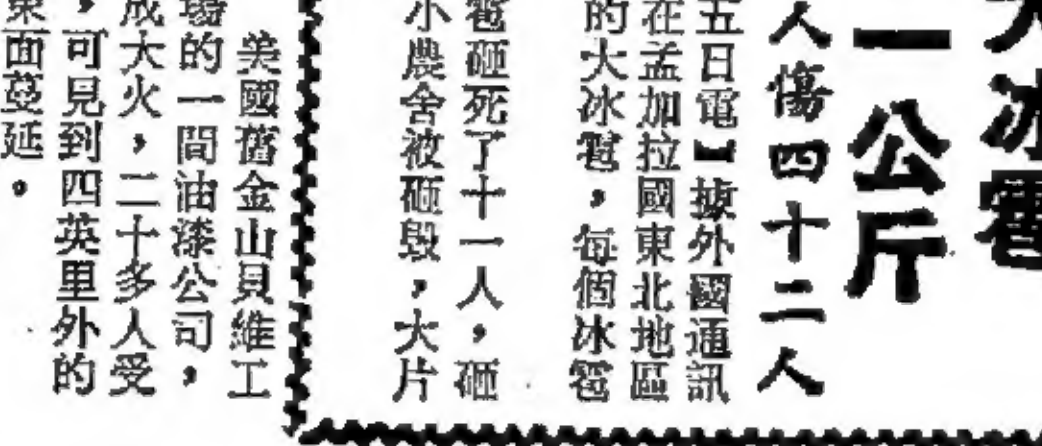 大冰雹
一公斤
人傷四十二人
五日電】據外國通訊
在孟加拉國東北地區
的大冰雹，每個冰雹
雹砸死了十一人，砸
小農舍被砸毀，大片
美國舊金山貝維工
場的一間油漆公司，
成大火，二十多人受
，可見到四英里外的
東面蔓延。